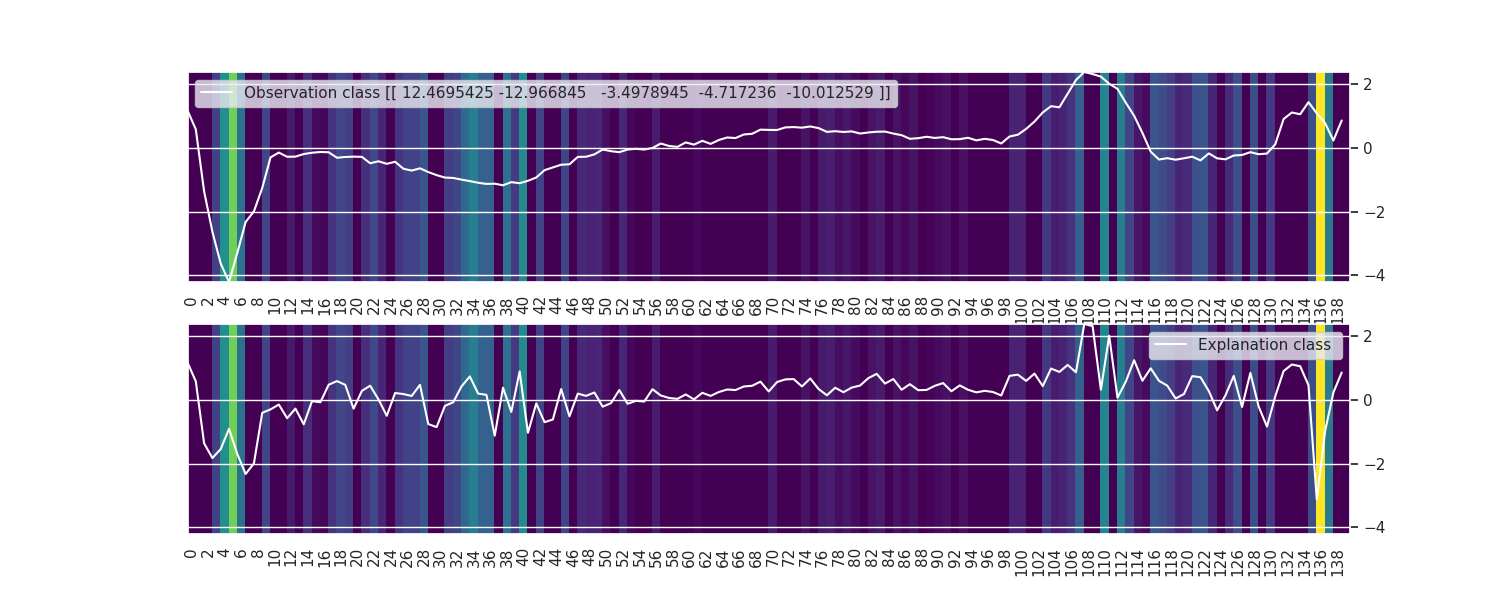 Observation class [[ 12.4695425 -12.966845 -3.4978945 -4.717236 -10.012529 ]]
2
0
−2
−4
0 2 4 6 8 10 12 14 16 18 20 22 24 26 28 30 32 34 36 38 40 42 44 46 48 50 52 54 56 58 60 62 64 66 68 70 72 74 76 78 80 82 84 86 88 90 92 94 96 98 100 102 104 106 108 110 112 114 116 118 120 122 124 126 128 130 132 134 136 138
Explanation class
2
0
−2
−4
0 2 4 6 8 10 12 14 16 18 20 22 24 26 28 30 32 34 36 38 40 42 44 46 48 50 52 54 56 58 60 62 64 66 68 70 72 74 76 78 80 82 84 86 88 90 92 94 96 98 100 102 104 106 108 110 112 114 116 118 120 122 124 126 128 130 132 134 136 138